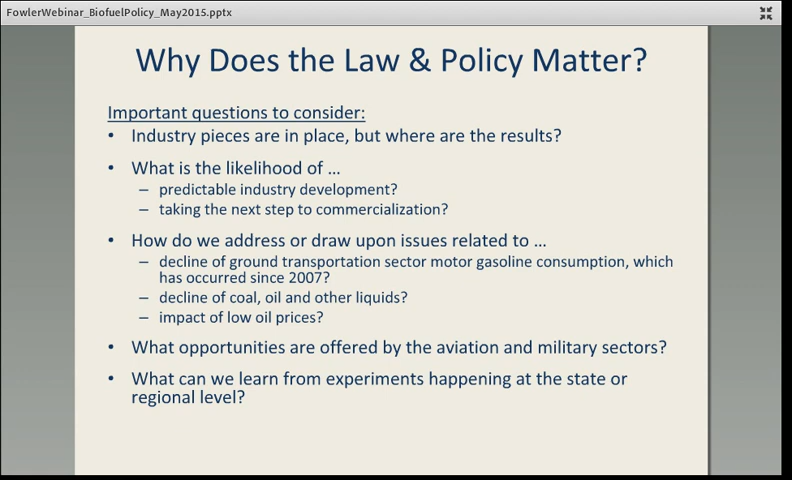 FowlerWebinar_BiofuelPolicy_May2015.pptx
Why Does the Law & Policy Matter?
Important questions to consider:
• Industry pieces are in place, but where are the results?
• What is the likelihood of …
– predictable industry development?
– taking the next step to commercialization?
• How do we address or draw upon issues related to …
– decline of ground transportation sector motor gasoline consumption, which
has occurred since 2007?
– decline of coal, oil and other liquids?
– impact of low oil prices?
• What opportunities are offered by the aviation and military sectors?
• What can we learn from experiments happening at the state or
regional level?